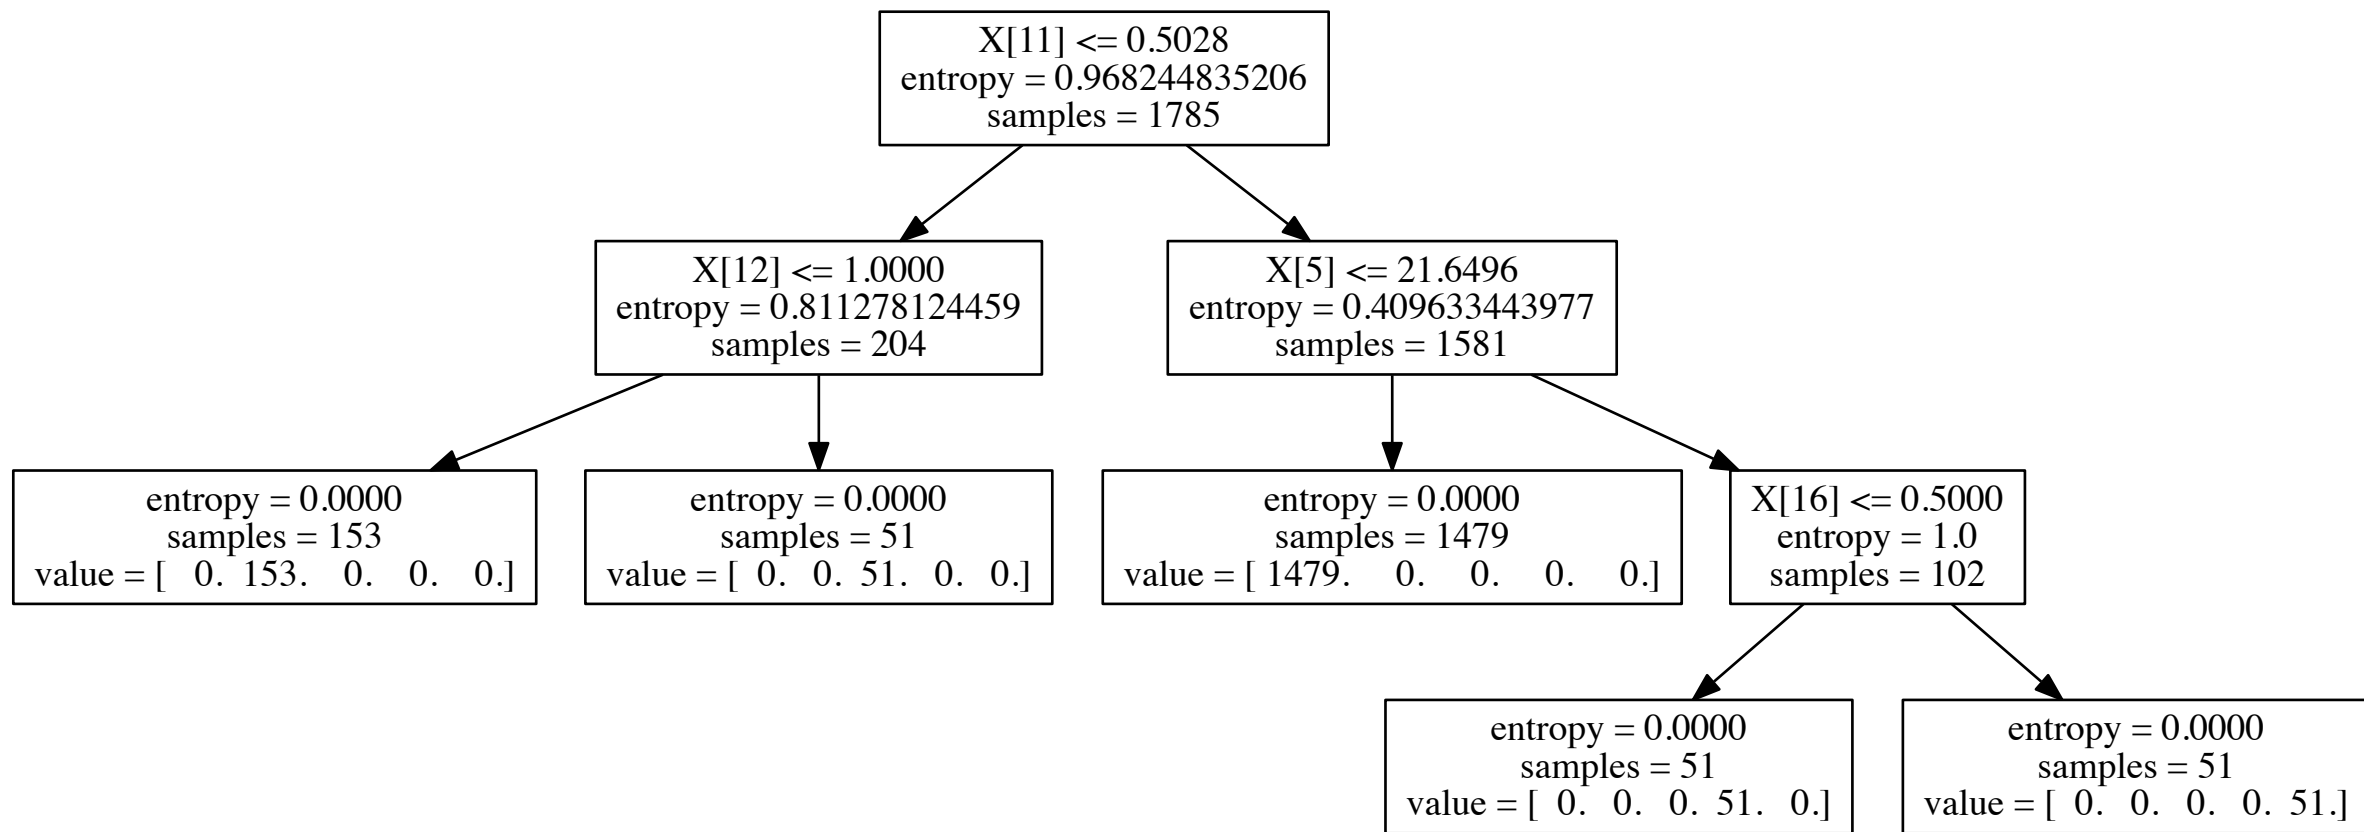 X[11] <= 0.5028
entropy = 0.968244835206
samples = 1785
X[12] <= 1.0000
entropy = 0.811278124459
samples = 204
X[5] <= 21.6496
entropy = 0.409633443977
samples = 1581
entropy = 0.0000
samples = 153
value = [ 0. 153. 0. 0. 0.]
entropy = 0.0000
samples = 51
value = [ 0. 0. 51. 0. 0.]
entropy = 0.0000
samples = 1479
value = [ 1479. 0. 0. 0. 0.]
X[16] <= 0.5000
entropy = 1.0
samples = 102
entropy = 0.0000
samples = 51
value = [ 0. 0. 0. 51. 0.]
entropy = 0.0000
samples = 51
value = [ 0. 0. 0. 0. 51.]